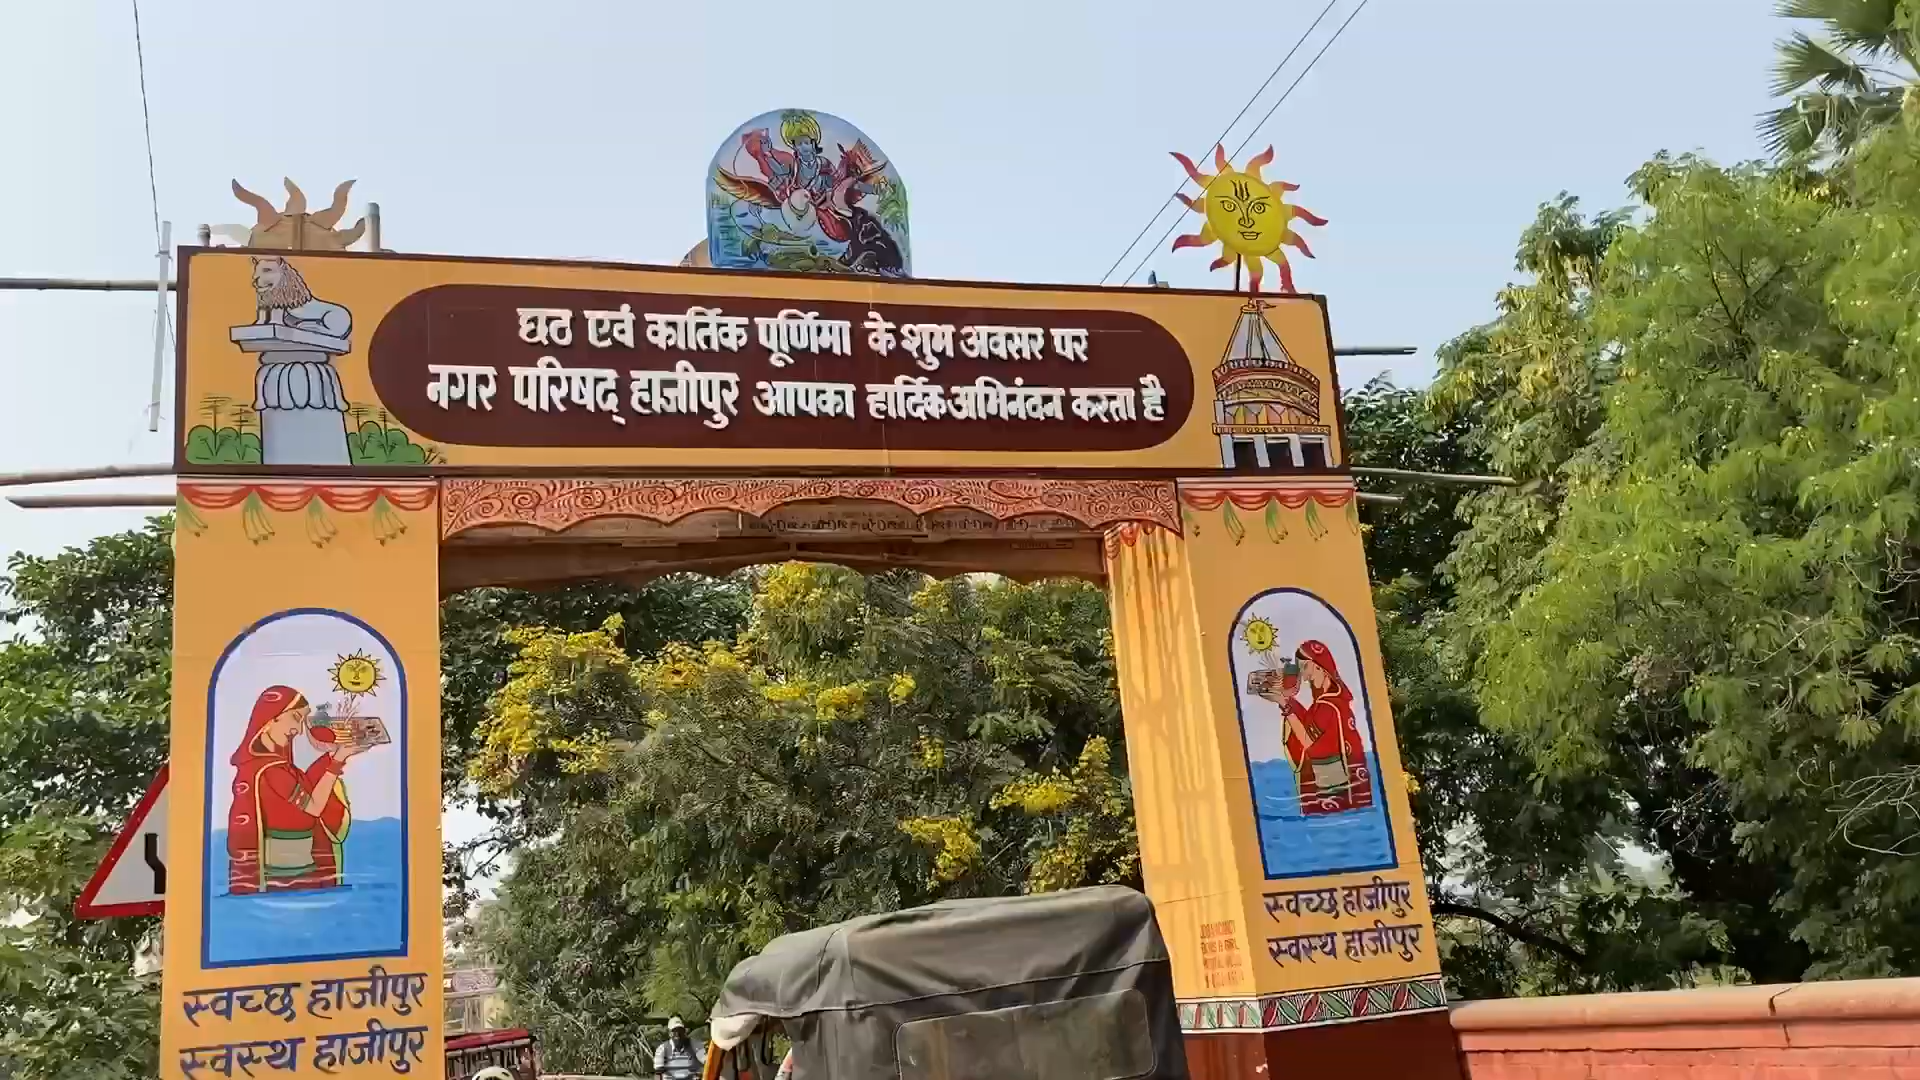 छठ एवं कार्तिक पूर्णिमा के शुभ अवसर पर
नगर परिषद् हाजीपुर आपका हार्दिक अभिनंदन करता है
स्वच्छ हाजीपुर
स्वस्थ हाजीपुर
स्वच्छ हाजीपुर
स्वस्थ हाजीपुर